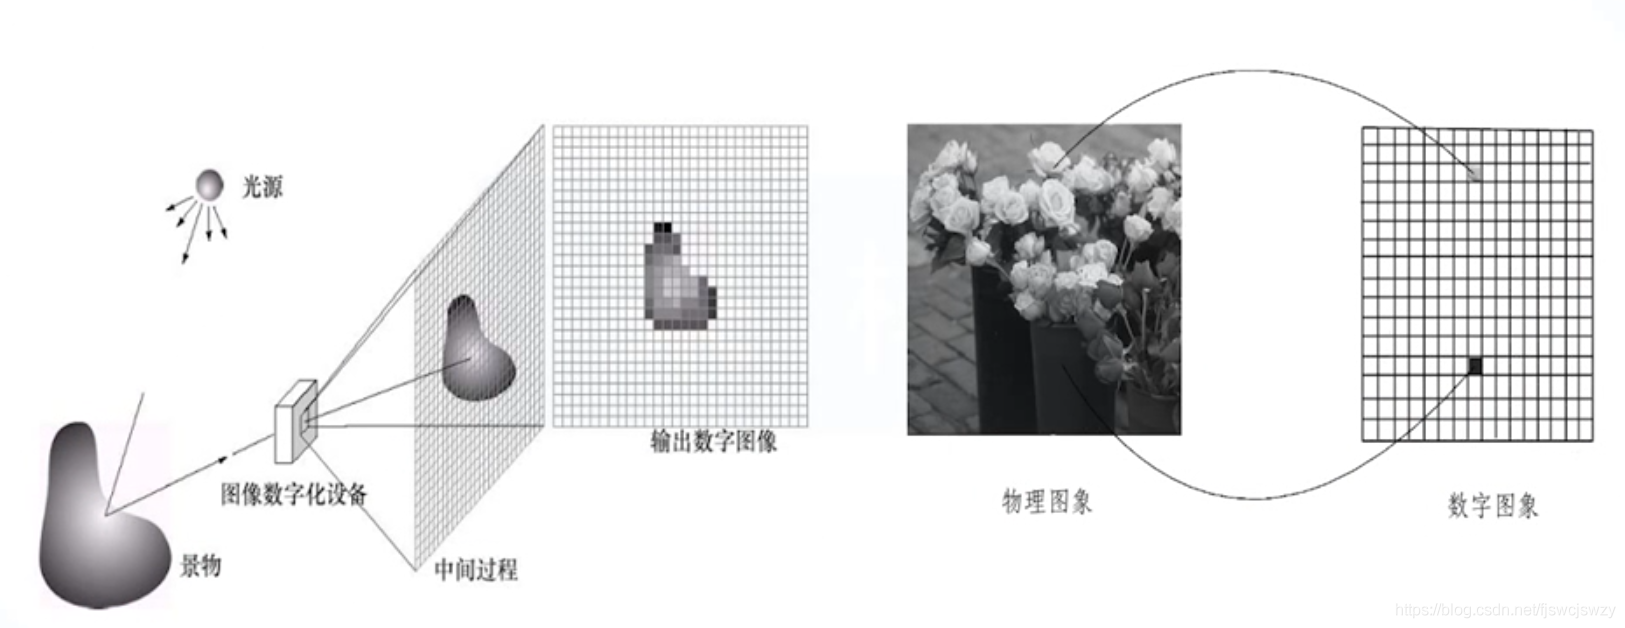 光源
输出数字图像
图像数字化设备
物理图象
数字图象
景物
中间过程
https://blog.csdn.net/fjswcjswzy